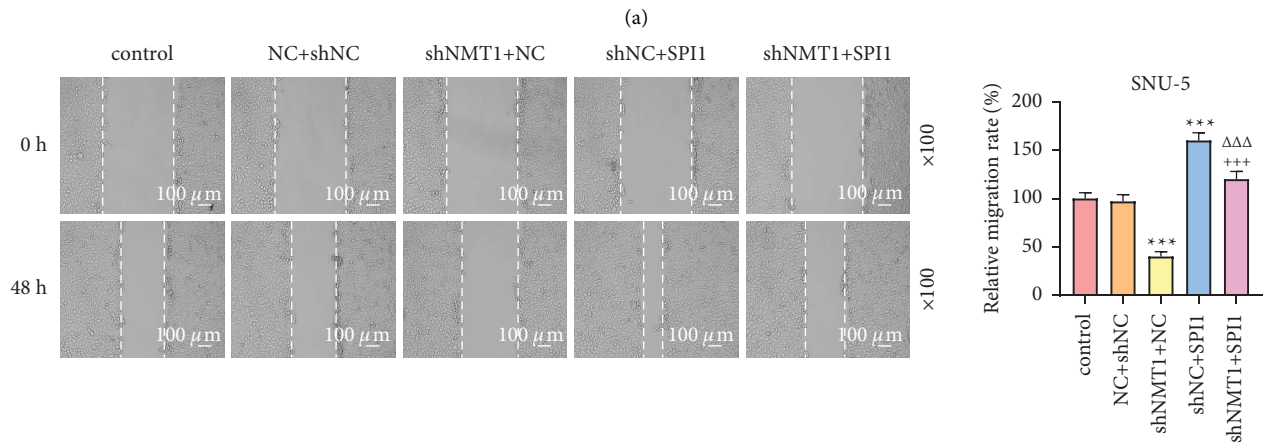 (a)
control NC+shNC shNMT1+NC shNC+SPI1 shNMT1+SPI1
0 h
100 μm 100 μm 100 μm 100 μm 100 μm
×100
48 h
100 μm 100 μm 100 μm 100 μm 100 μm
×100
SNU-5
Relative migration rate (%)
200
150
100
50
0
***
***
ΔΔΔ
+++
control
NC+shNC
shNMT1+NC
shNC+SPI1
shNMT1+SPI1